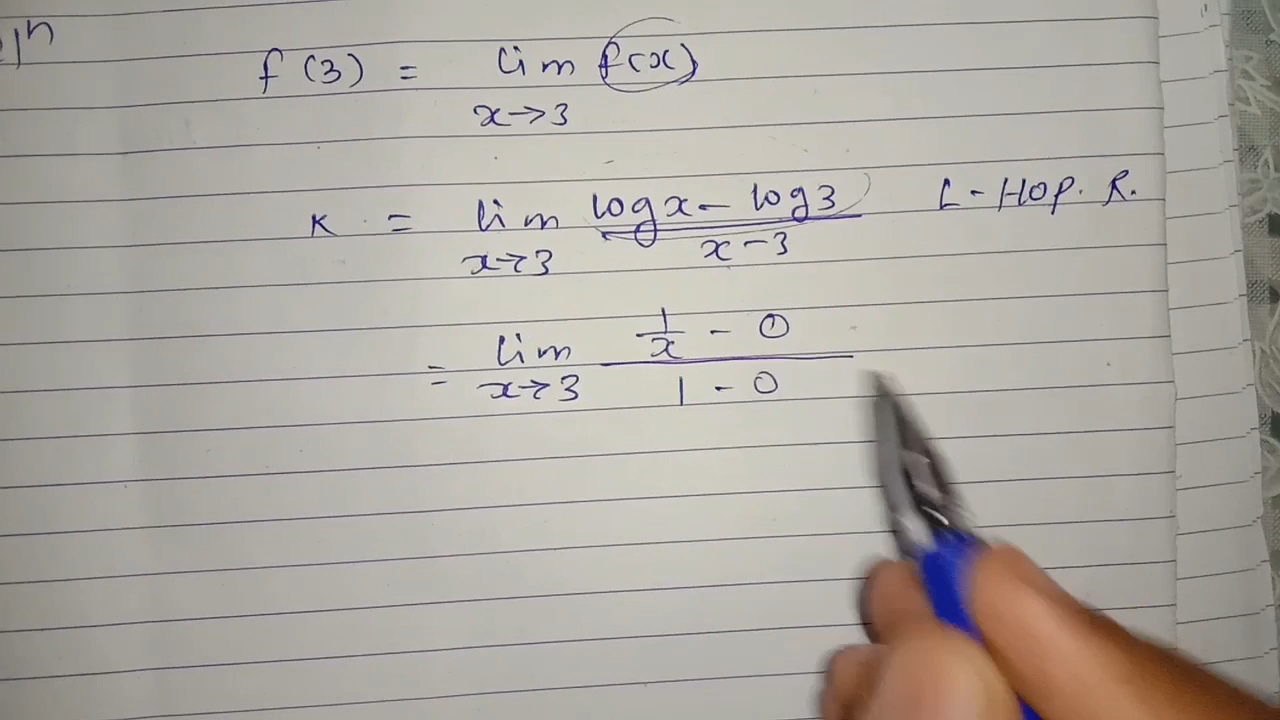 f(3) = lim f(x)
x→3
K = lim log x - log 3 L-Hop. R.
x→3 x-3
= lim 1/x - 0
x→3 1 - 0